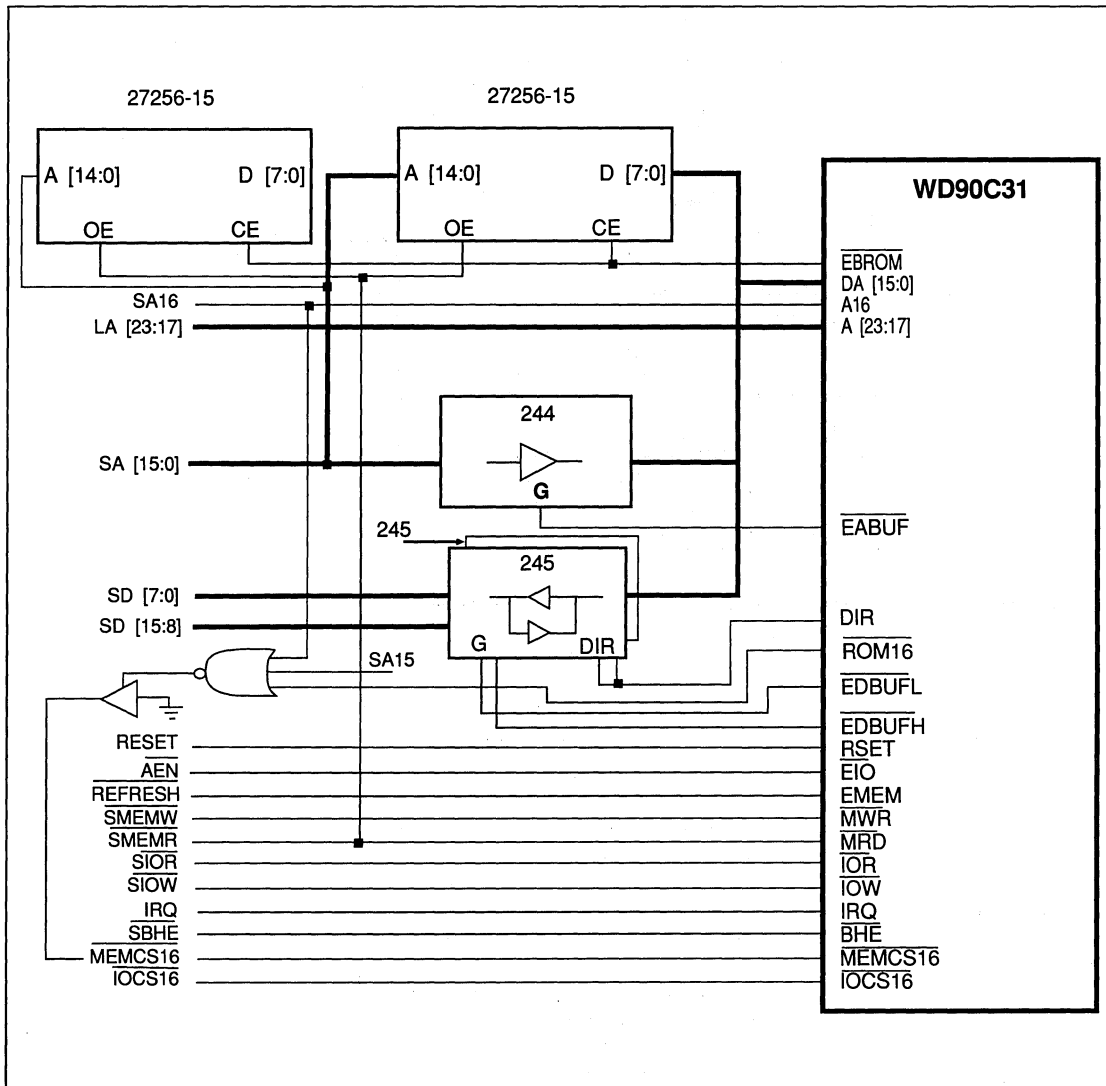 27256-15
27256-15
A [14:0]
D [7:0]
OE
CE
A [14:0]
D [7:0]
OE
CE
WD90C31
EBROM
DA [15:0]
SA16
A16
LA [23:17]
A [23:17]
244
G
SA [15:0]
EABUF
245
245
SD [7:0]
SD [15:8]
G
DIR
DIR
ROM16
SA15
EDBUFL
EDBUFH
RESET
RSET
AEN
EIO
REFRESH
EMEM
SMEMW
MWR
SMEMR
MRD
SIOR
IOR
SIOW
IOW
IRQ
IRQ
SBHE
BHE
MEMCS16
MEMCS16
IOCS16
IOCS16